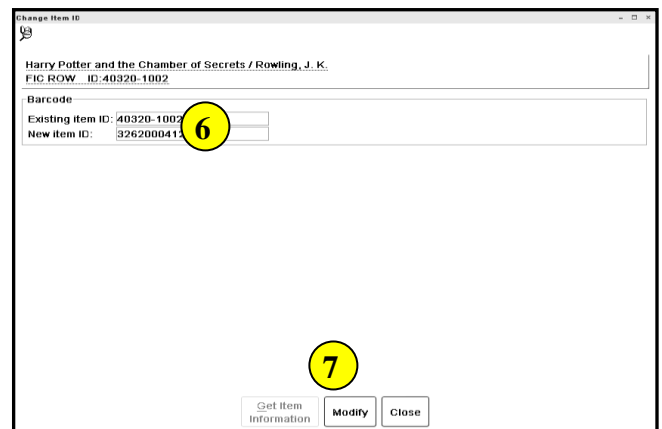 Change Item ID
Harry Potter and the Chamber of Secrets / Rowling, J. K.
FIC ROW ID:40320-1002
Barcode
Existing item ID: 40320-1002
6
New item ID: 3262000412
7
Get Item
Information
Modify
Close